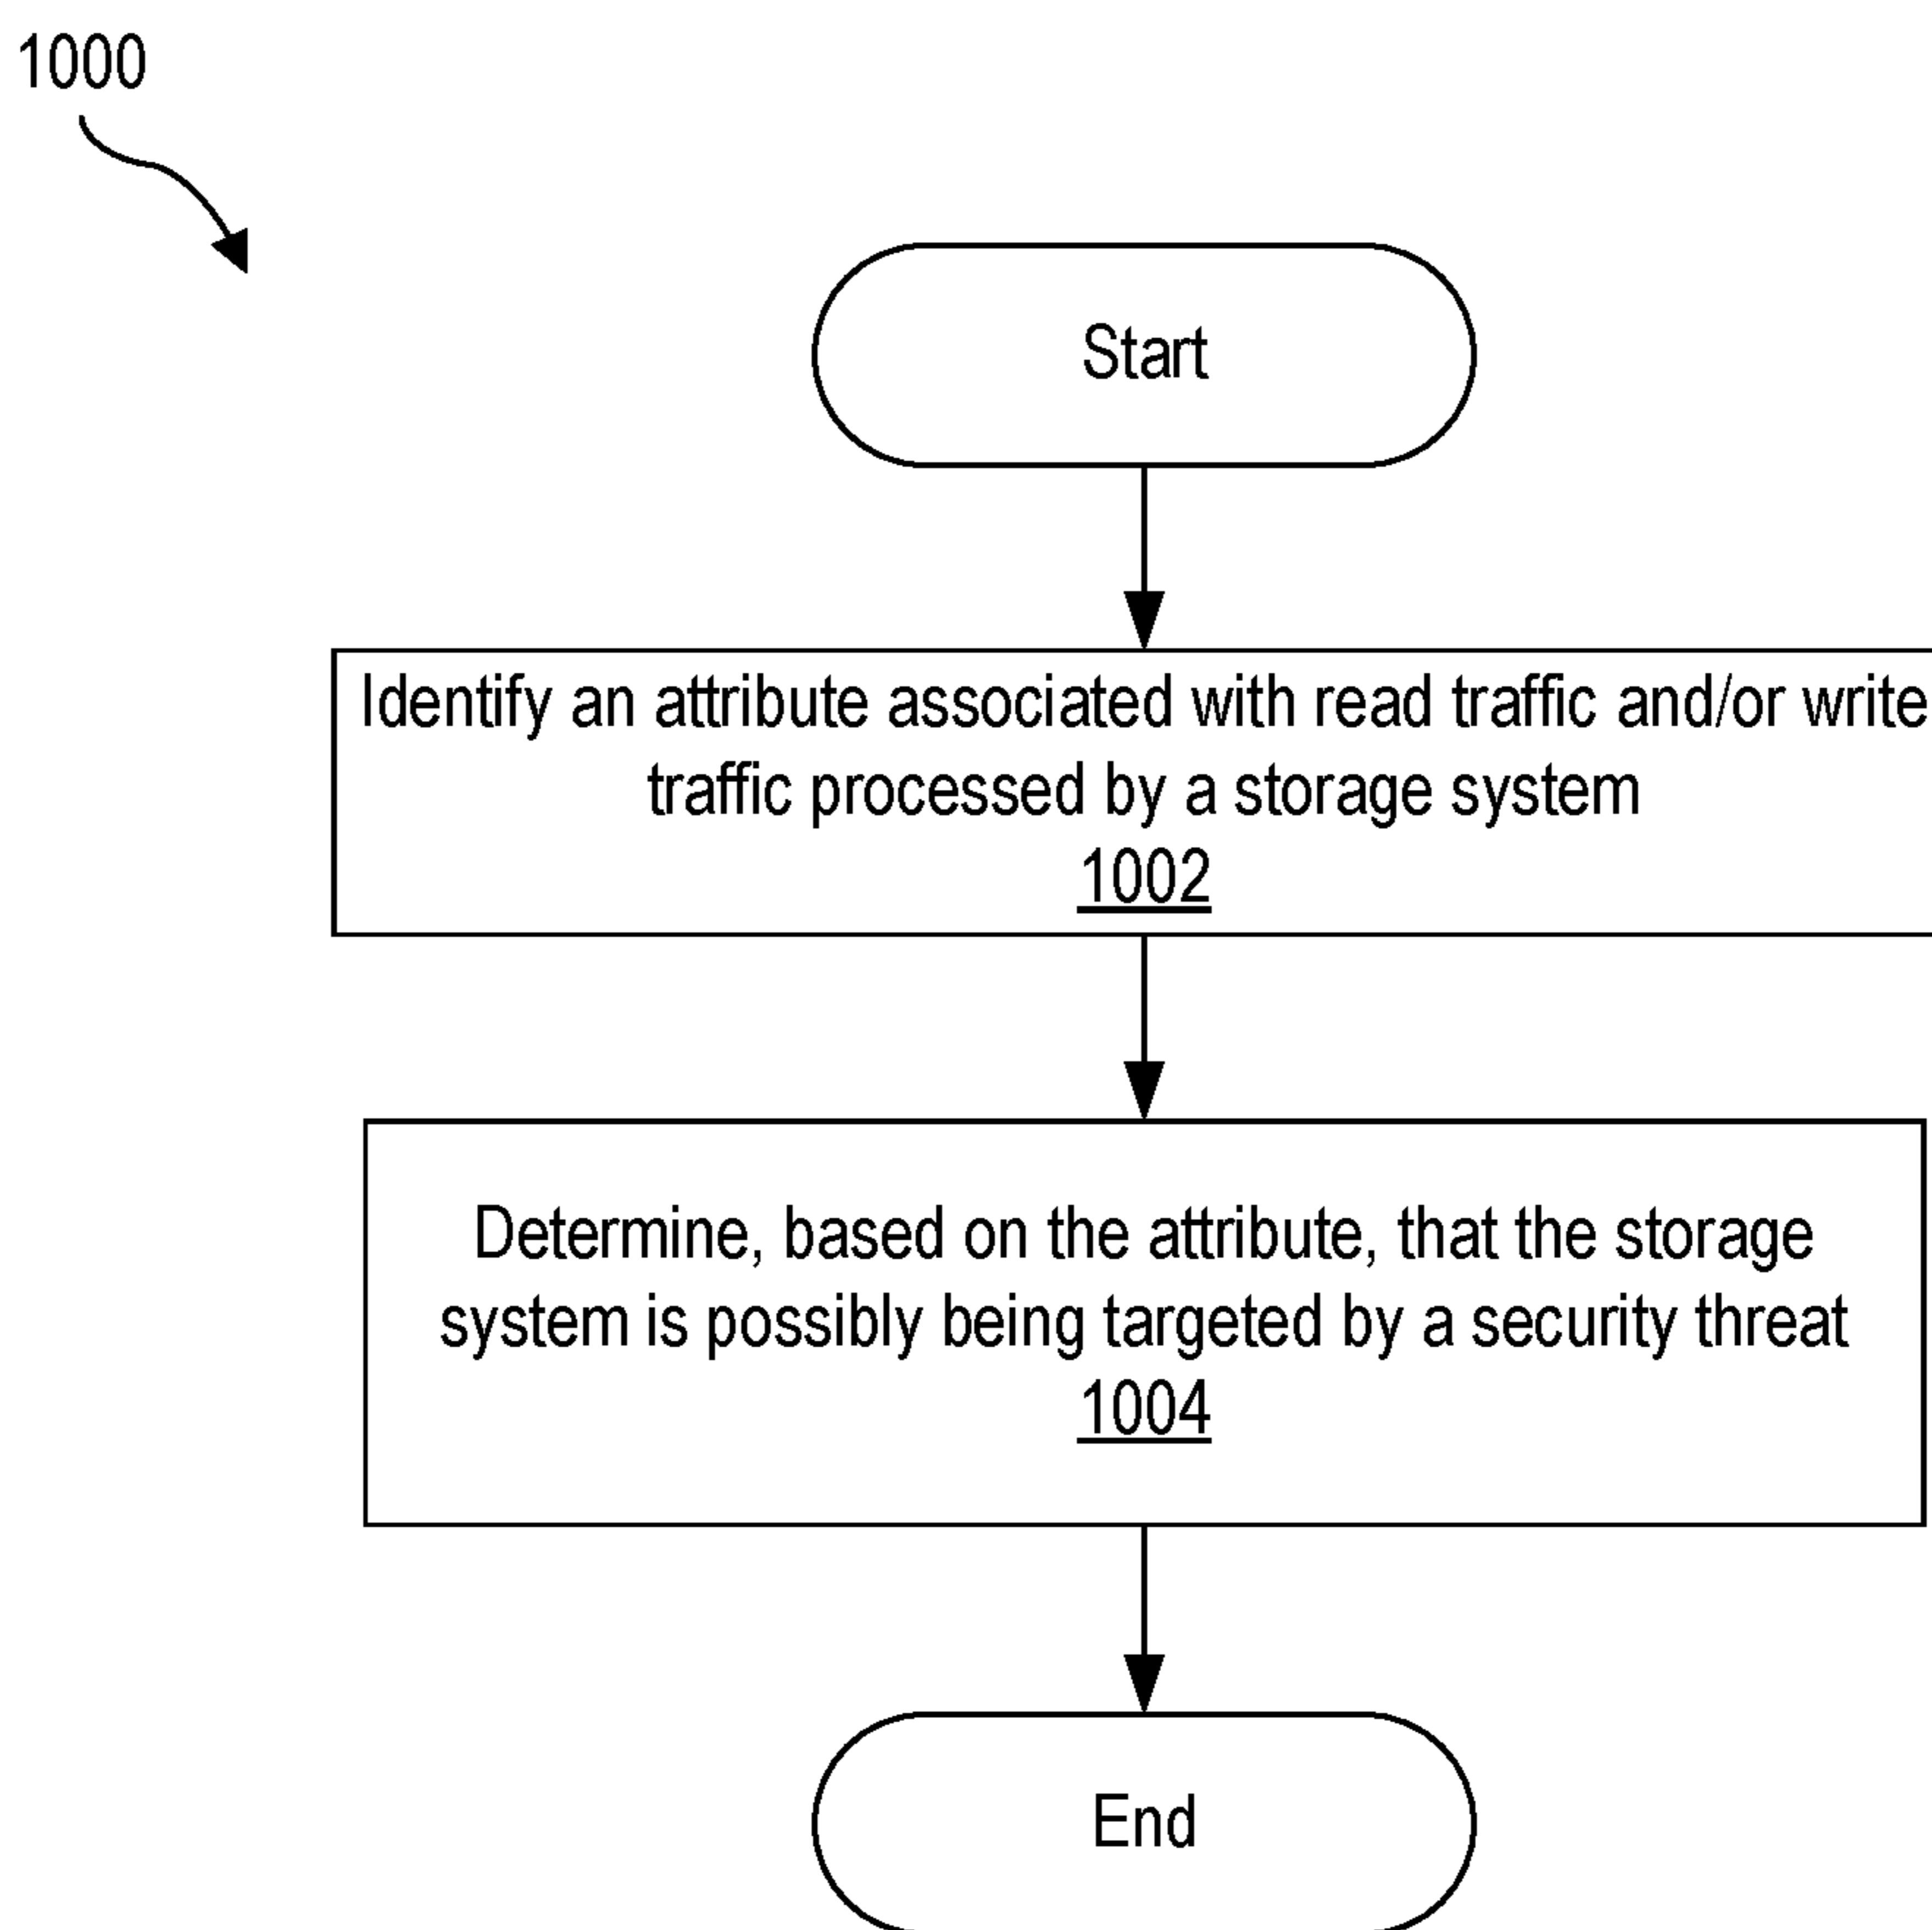 1000
Start
Identify an attribute associated with read traffic and/or write
traffic processed by a storage system
1002
Determine, based on the attribute, that the storage
system is possibly being targeted by a security threat
1004
End